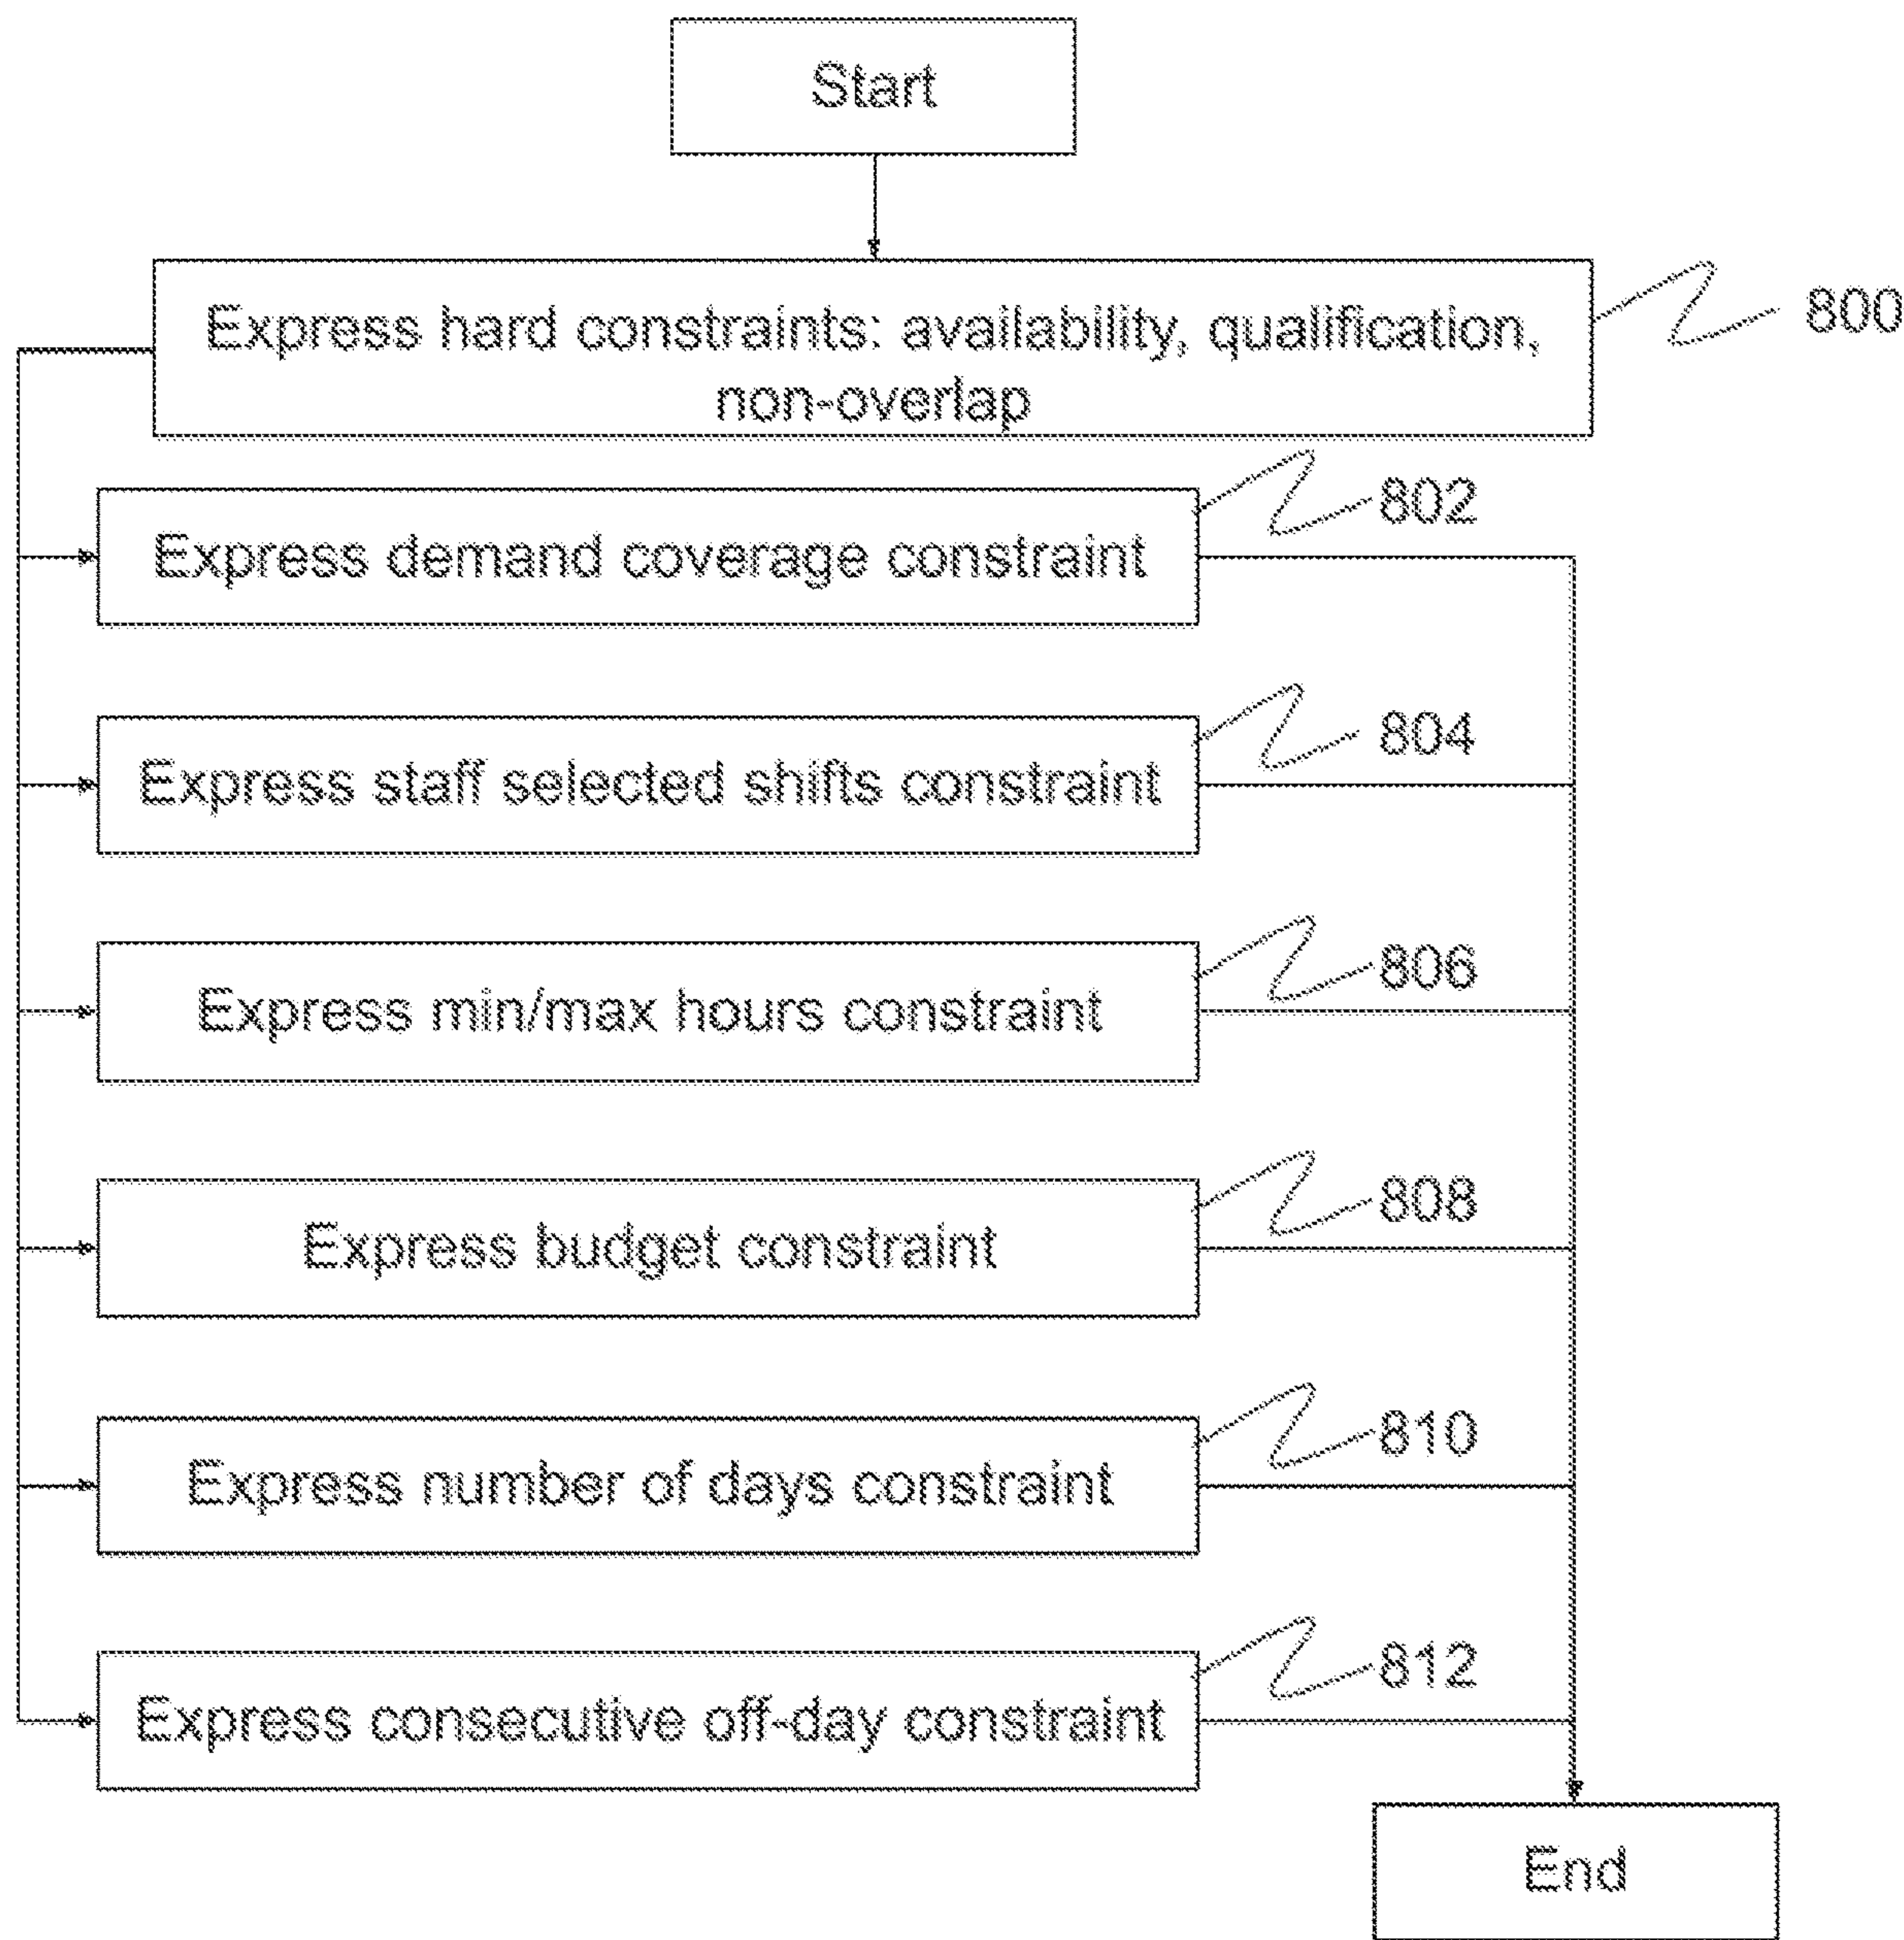 Start
Express hard constraints: availability, qualification,
non-overlap
800
802
Express demand coverage constraint
804
Express staff selected shifts constraint
806
Express min/max hours constraint
808
Express budget constraint
810
Express number of days constraint
812
Express consecutive off-day constraint
End